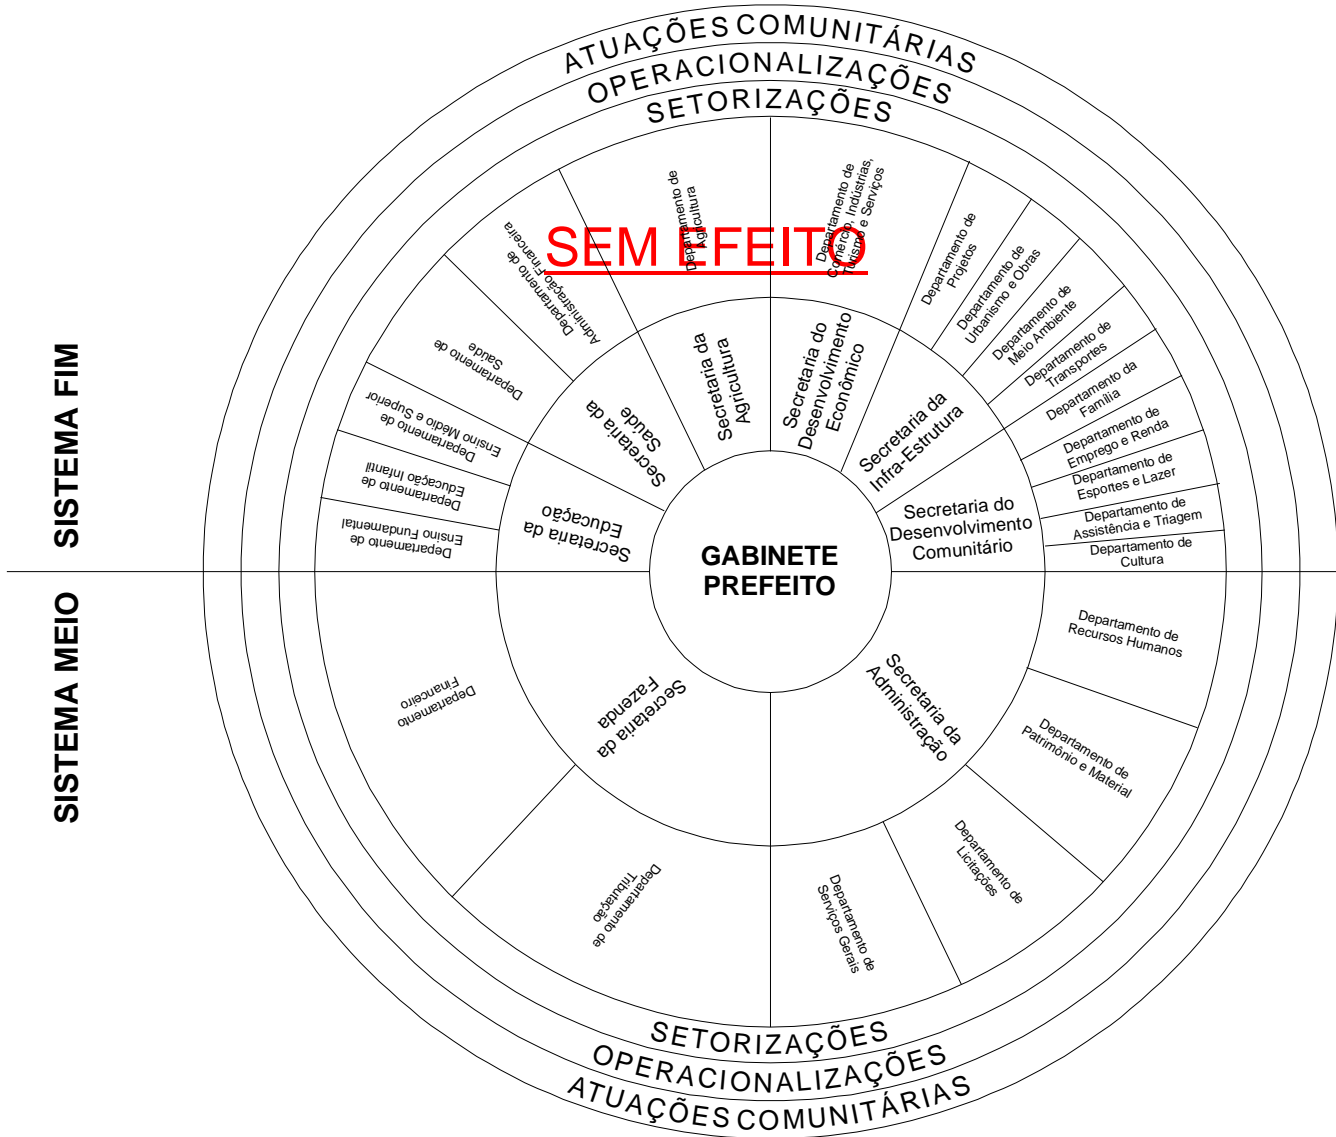 ATUAÇÕES COMUNITÁRIAS
OPERACIONALIZAÇÕES
SETORIZAÇÕES
SEM EFEITO
SISTEMA FIM
SISTEMA MEIO
GABINETE
PREFEITO
Secretaria da
Educação
Secretaria da
Saúde
Secretaria da
Agricultura
Secretaria do
Desenvolvimento
Econômico
Secretaria da
Infra-Estrutura
Secretaria do
Desenvolvimento
Comunitário
Secretaria da
Administração
Secretaria da
Fazenda
Departamento de
Ensino Fundamental
Departamento de
Educação Infantil
Departamento de
Ensino Médio e Superior
Departamento de
Saúde
Departamento de
Administração Financeira
Departamento de
Agricultura
Departamento de
Comércio, Indústrias,
Turismo e Serviços
Departamento de
Projetos
Departamento de
Urbanismo e Obras
Departamento de
Meio Ambiente
Departamento de
Transportes
Departamento da
Família
Departamento de
Emprego e Renda
Departamento de
Esportes e Lazer
Departamento de
Assistência e Triagem
Departamento de
Cultura
Departamento de
Recursos Humanos
Departamento de
Patrimônio e Material
Departamento de
Licitações
Departamento de
Serviços Gerais
Departamento de
Tributação
Departamento
Financeiro
SETORIZAÇÕES
OPERACIONALIZAÇÕES
ATUAÇÕES COMUNITÁRIAS